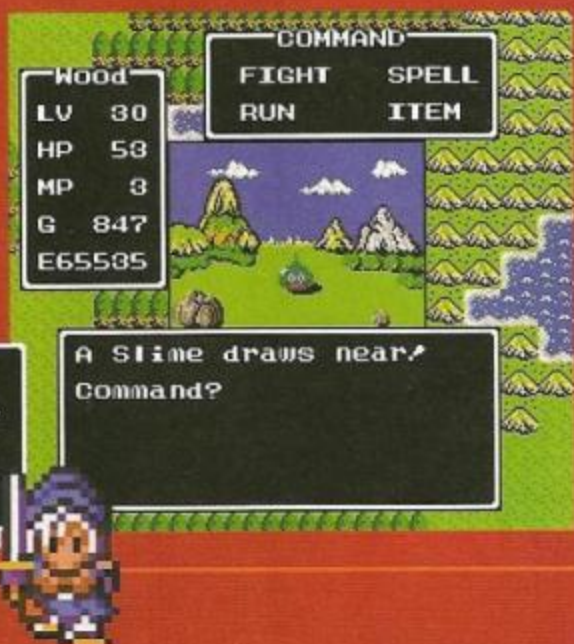 COMMAND
FIGHT SPELL
RUN ITEM
Wood
LV 30
HP 53
MP 3
G 847
E65535
A Slime draws near!
Command?